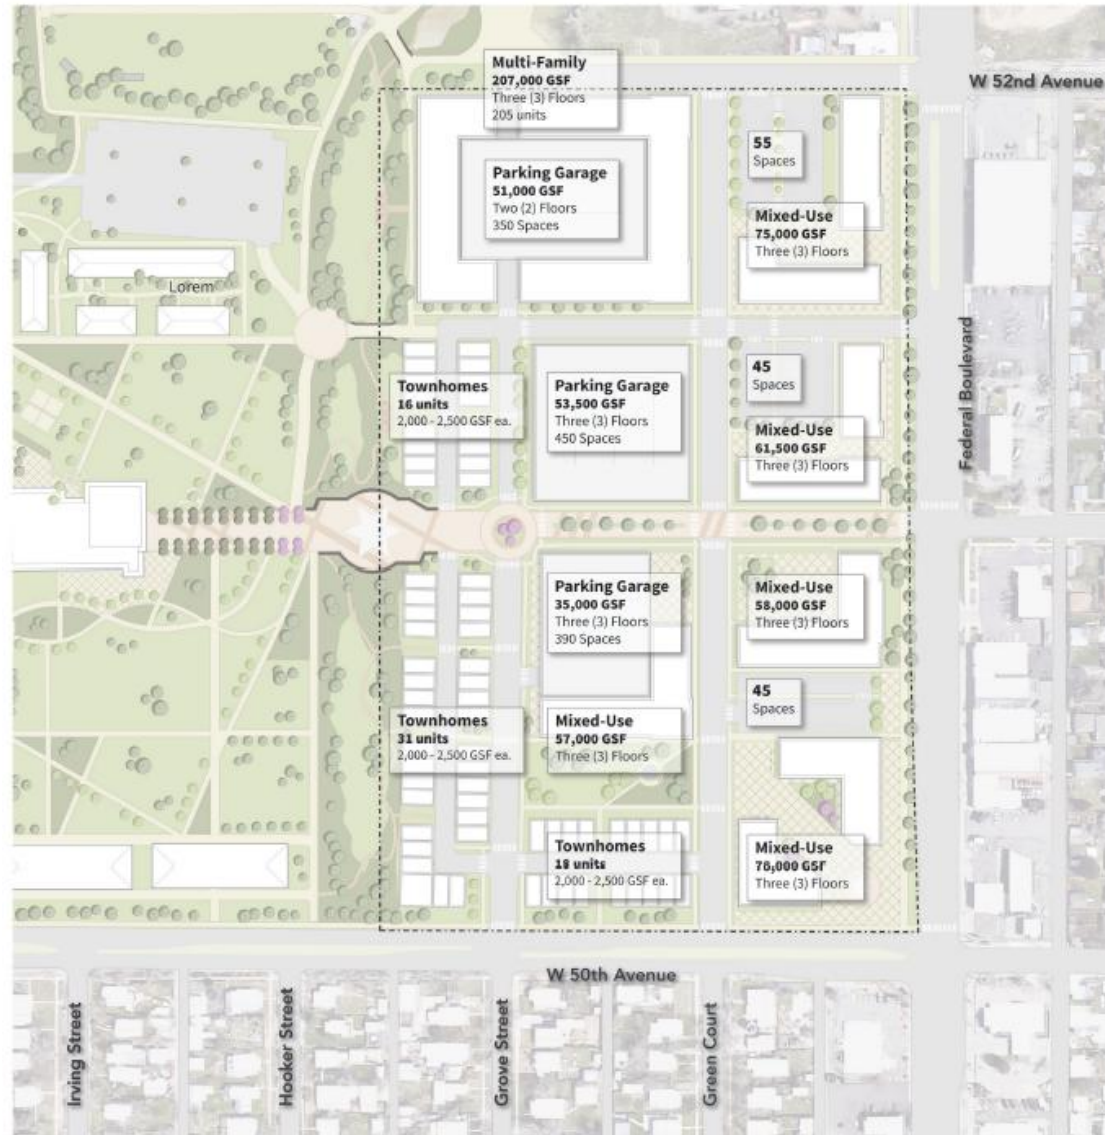 W 52nd Avenue
Multi-Family
207,000 GSF
Three (3) Floors
205 units
Parking Garage
51,000 GSF
Two (2) Floors
350 Spaces
55
Spaces
Mixed-Use
75,000 GSF
Three (3) Floors
Lorem
Townhomes
16 units
2,000 - 2,500 GSF ea.
Parking Garage
53,500 GSF
Three (3) Floors
450 Spaces
45
Spaces
Mixed-Use
61,500 GSF
Three (3) Floors
Federal Boulevard
Parking Garage
35,000 GSF
Three (3) Floors
390 Spaces
Mixed-Use
58,000 GSF
Three (3) Floors
45
Spaces
Townhomes
31 units
2,000 - 2,500 GSF ea.
Mixed-Use
57,000 GSF
Three (3) Floors
Townhomes
18 units
2,000 - 2,500 GSF ea.
Mixed-Use
76,000 GSF
Three (3) Floors
W 50th Avenue
Irving Street
Hooker Street
Grove Street
Green Court